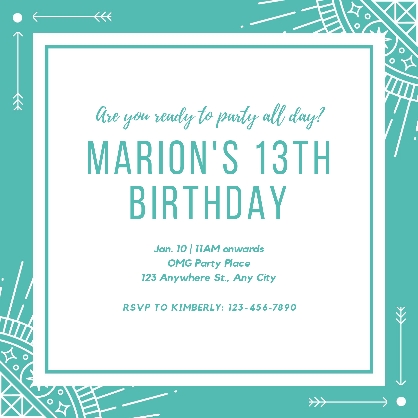 Are you ready to party all day?
MARION'S 13TH
BIRTHDAY
Jan. 10 | 11AM onwards
OMG Party Place
123 Anywhere St., Any City
RSVP TO KIMBERLY: 123-456-7890